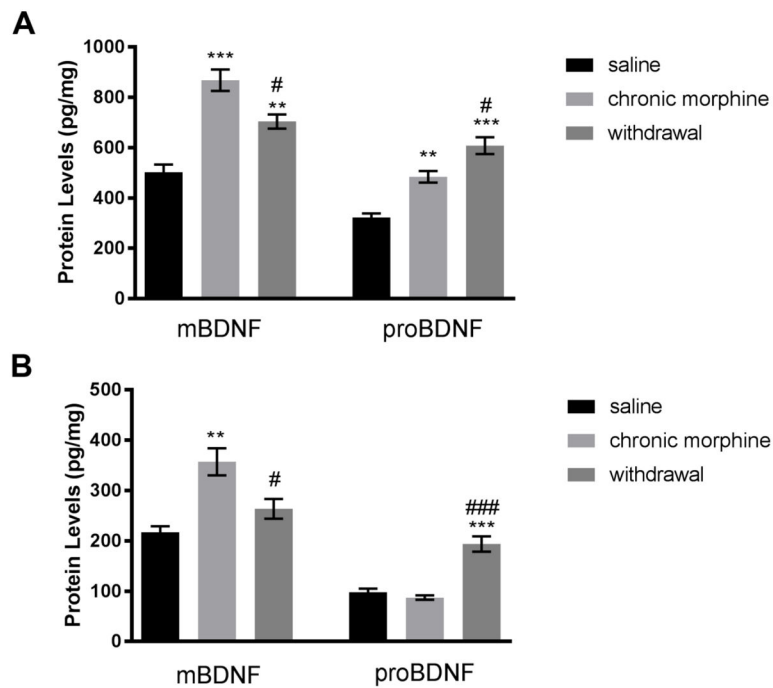 A
Protein Levels (pg/mg)
1000
800
600
400
200
0
***
#
**
**
#
***
mBDNF
proBDNF
saline
chronic morphine
withdrawal
B
Protein Levels (pg/mg)
500
400
300
200
100
0
**
#
###
***
mBDNF
proBDNF
saline
chronic morphine
withdrawal